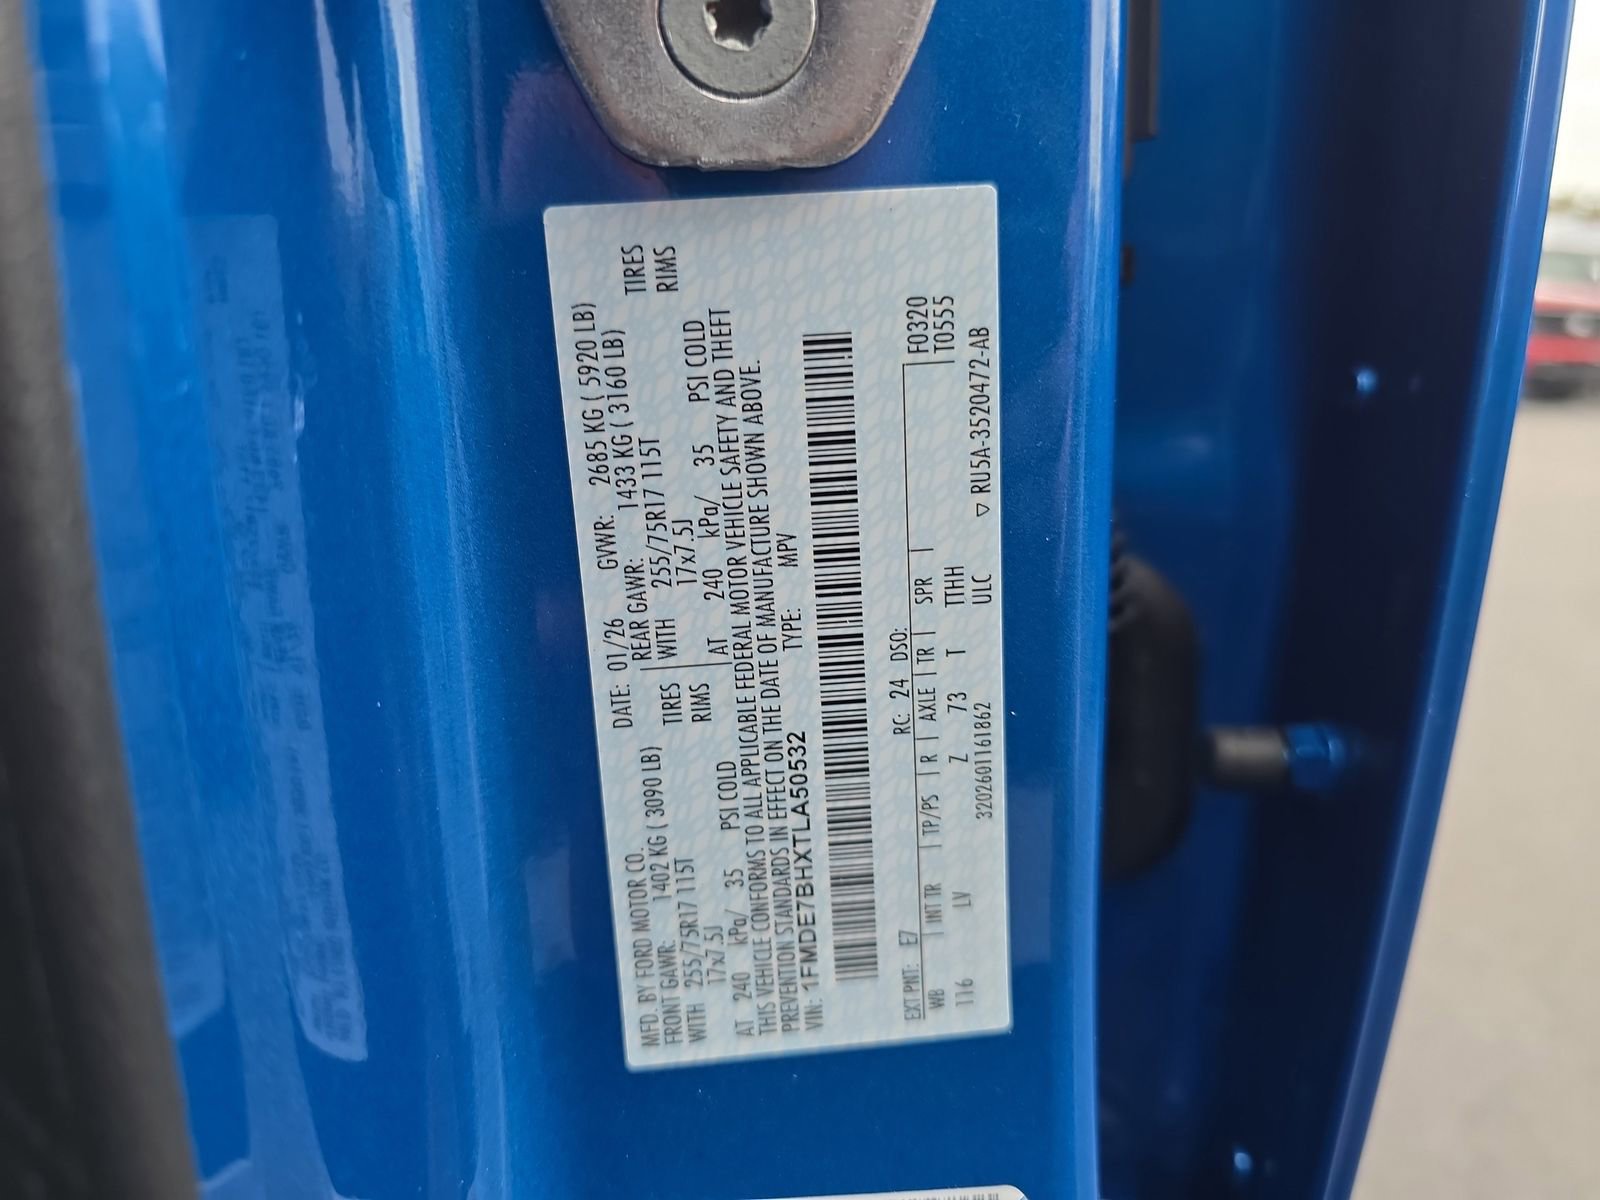 MFD. BY FORD MOTOR CO. DATE: 01/26 GVWR: 2685 KG ( 5920 LB)
FRONT GAWR: 1402 KG ( 3090 LB) REAR GAWR: 1433 KG ( 3160 LB)
WITH 255/75R17 115T TIRES WITH 255/75R17 115T TIRES
17x7.5J RIMS 17x7.5J RIMS
AT 240 kPa/ 35 PSI COLD AT 240 kPa/ 35 PSI COLD
THIS VEHICLE CONFORMS TO ALL APPLICABLE FEDERAL MOTOR VEHICLE SAFETY AND THEFT
PREVENTION STANDARDS IN EFFECT ON THE DATE OF MANUFACTURE SHOWN ABOVE.
VIN: 1FMDE7BHXTLA50532 TYPE: MPV
EXT PNT: E7 RC: 24 DSO: F0320
WB INT TR TP/PS R AXLE TR SPR T0555
116 LV Z 73 T TTHH
3202601161862 ULC ▽ RU5A-3520472-AB